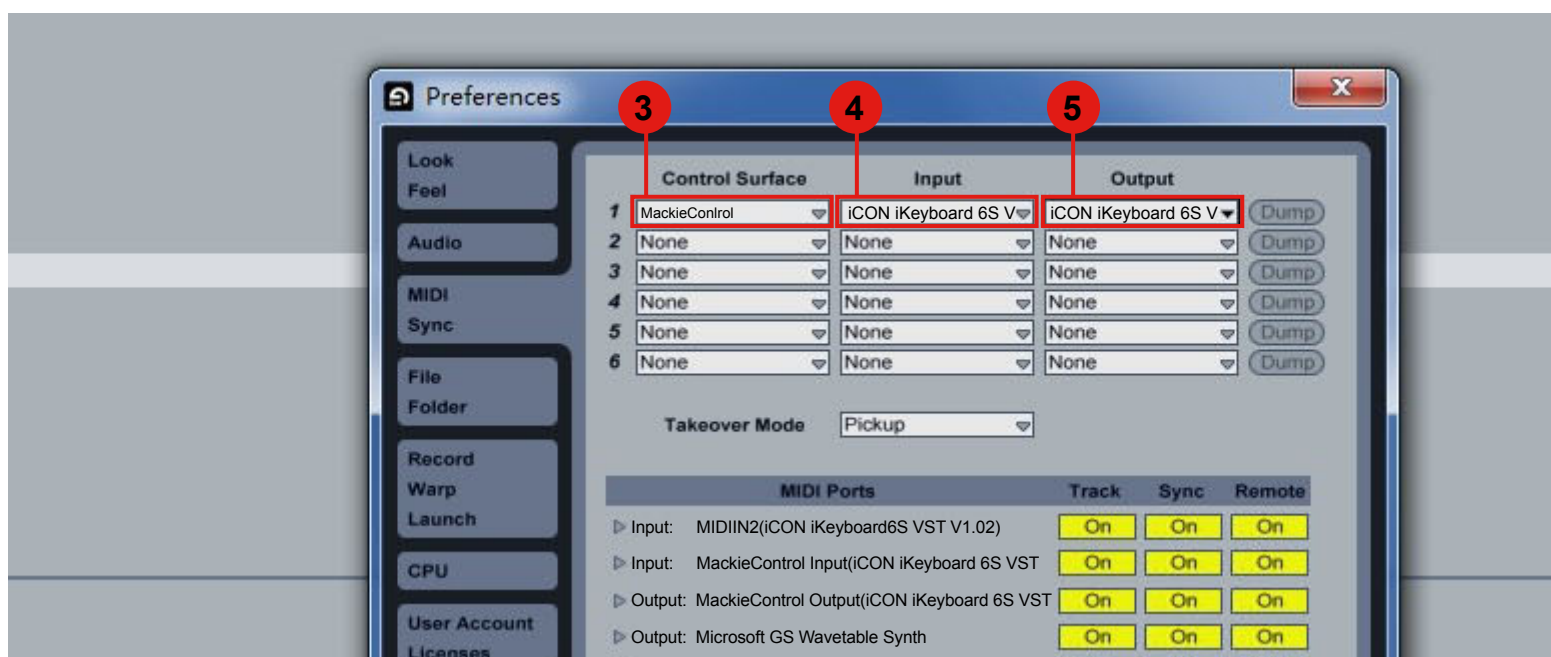 Preferences
X
3
4
5
Look
Feel
Audio
MIDI
Sync
File
Folder
Record
Warp
Launch
CPU
User Account
Licenses
Control Surface Input Output
1 MackieConlrol iCON iKeyboard 6S V iCON iKeyboard 6S V Dump
2 None None None Dump
3 None None None Dump
4 None None None Dump
5 None None None Dump
6 None None None Dump
Takeover Mode Pickup
MIDI Ports Track Sync Remote
Input: MIDIIN2(iCON iKeyboard6S VST V1.02) On On On
Input: MackieControl Input(iCON iKeyboard 6S VST On On On
Output: MackieControl Output(iCON iKeyboard 6S VST On On On
Output: Microsoft GS Wavetable Synth On On On